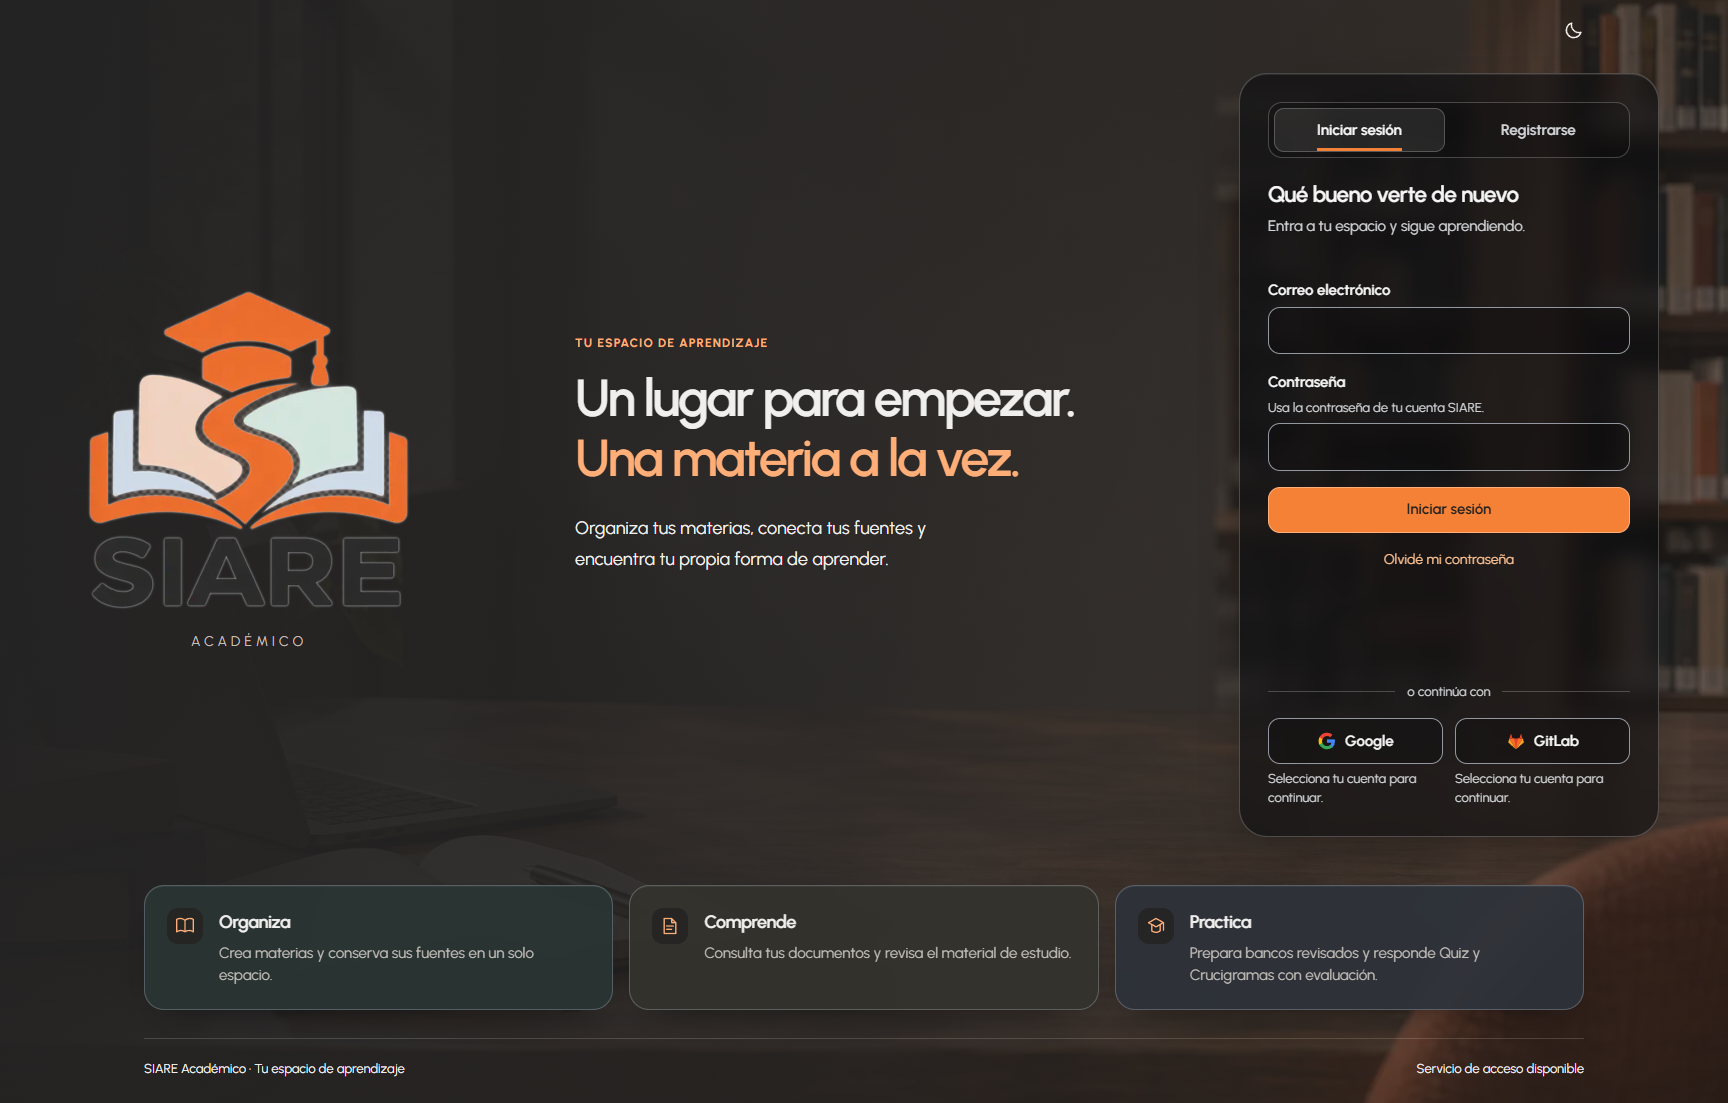 Iniciar sesión
Registrarse
Qué bueno verte de nuevo
Entra a tu espacio y sigue aprendiendo.
Correo electrónico
Contraseña
Usa la contraseña de tu cuenta SIARE.
Iniciar sesión
Olvidé mi contraseña
o continúa con
Google
GitLab
Selecciona tu cuenta para
continuar.
Selecciona tu cuenta para
continuar.
SIARE
ACADÉMICO
TU ESPACIO DE APRENDIZAJE
Un lugar para empezar.
Una materia a la vez.
Organiza tus materias, conecta tus fuentes y
encuentra tu propia forma de aprender.
Organiza
Crea materias y conserva sus fuentes en un solo
espacio.
Comprende
Consulta tus documentos y revisa el material de estudio.
Practica
Prepara bancos revisados y responde Quiz y
Crucigramas con evaluación.
SIARE Académico · Tu espacio de aprendizaje
Servicio de acceso disponible